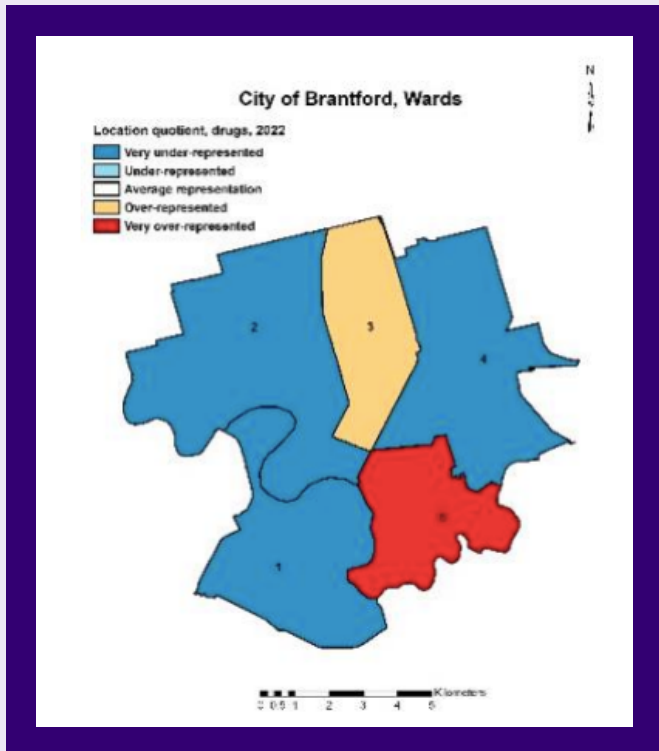 N
City of Brantford, Wards
Location quotient, drugs, 2022
Very under-represented
Under-represented
Average representation
Over-represented
Very over-represented
2
3
4
5
1
Kilometers
0 0.5 1 2 3 4 5